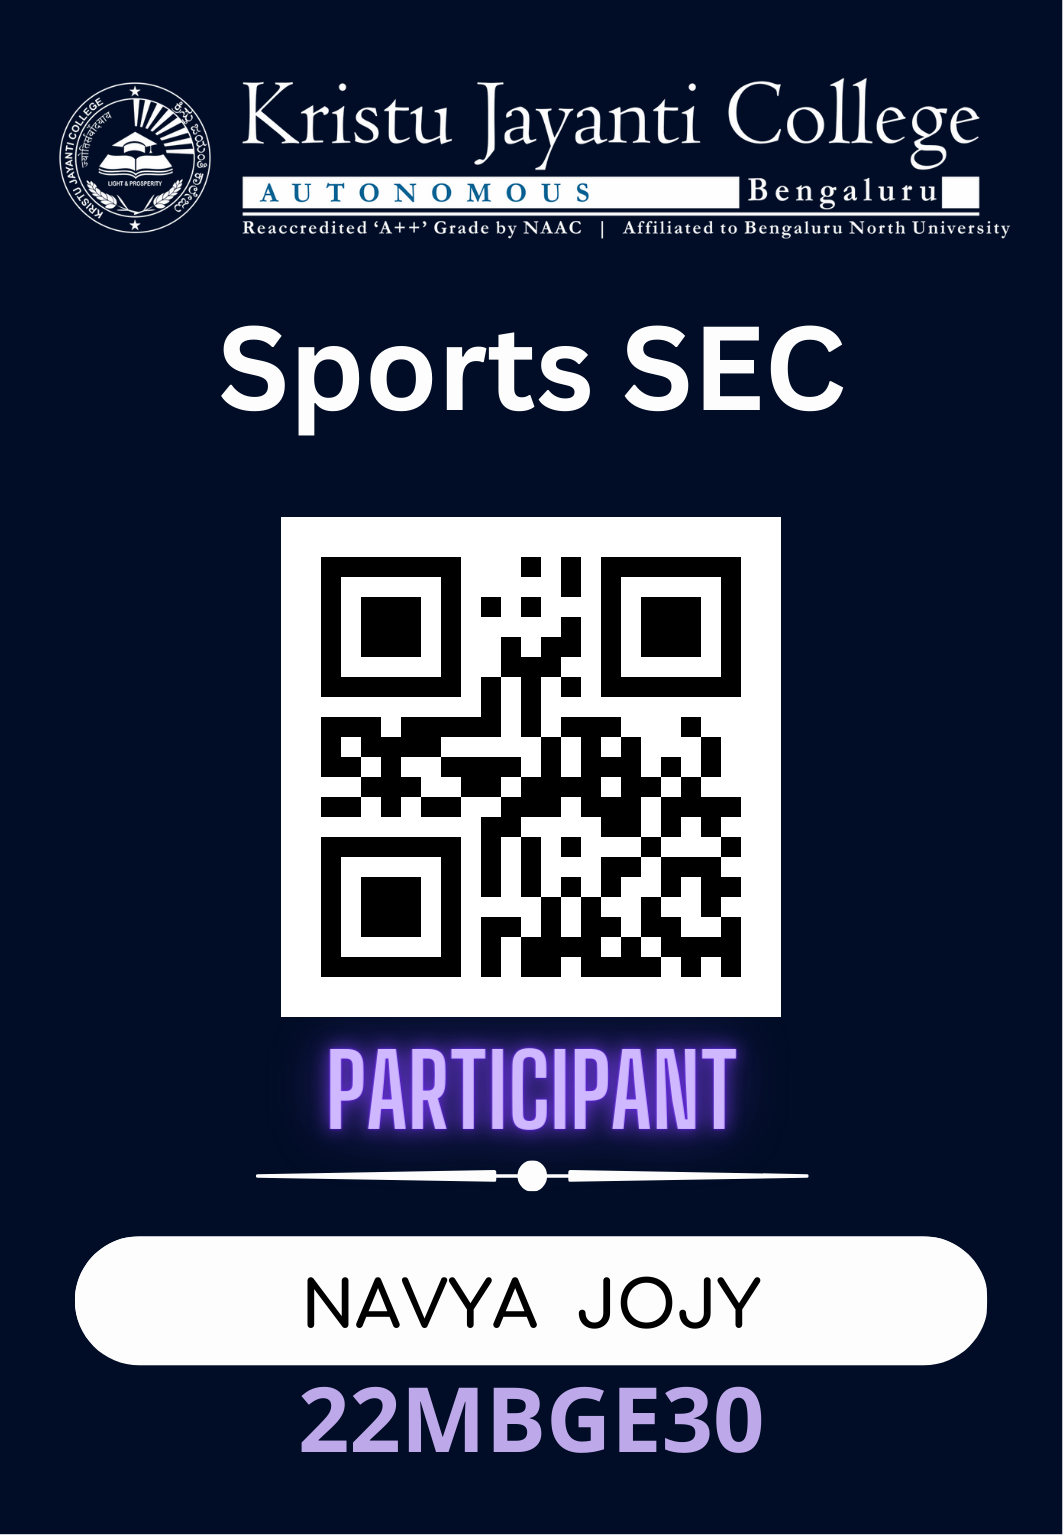 Kristu Jayanti College
AUTONOMOUS Bengaluru
Reaccredited ‘A++’ Grade by NAAC | Affiliated to Bengaluru North University
KRISTU JAYANTI COLLEGE
LIGHT & PROSPERITY
Sports SEC
PARTICIPANT
NAVYA JOJY
22MBGE30